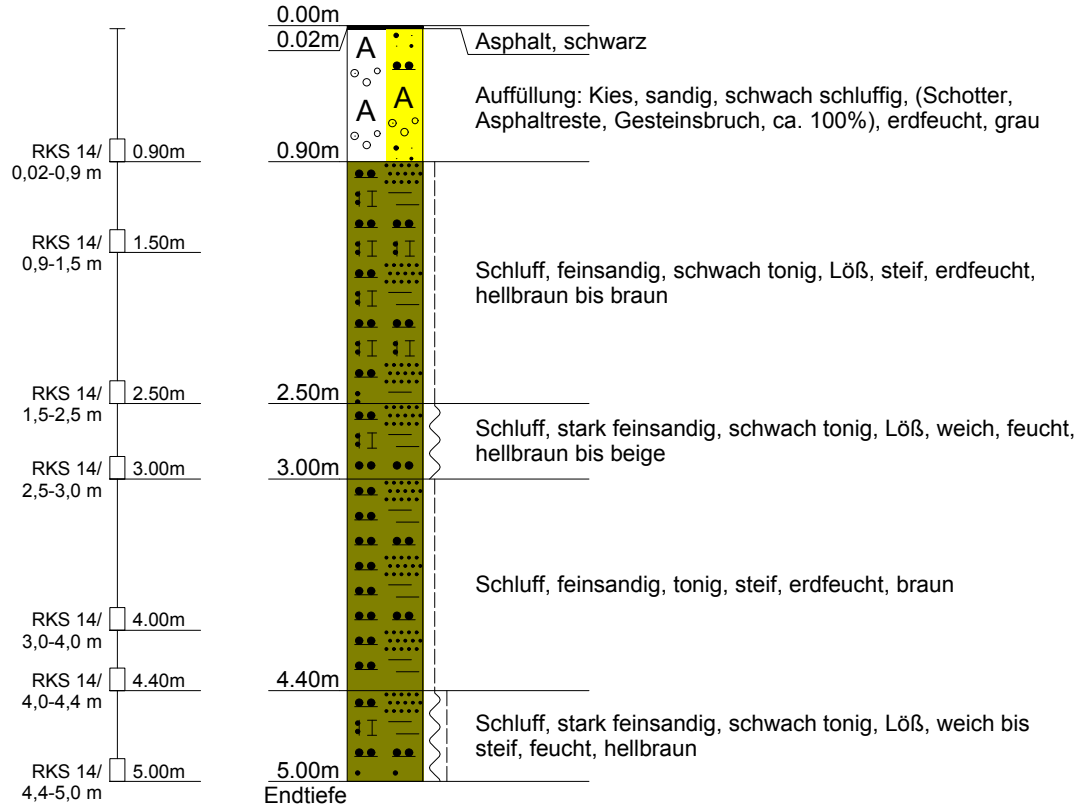 0.00m
0.02m
Asphalt, schwarz
A
A
A
Auffüllung: Kies, sandig, schwach schluffig, (Schotter,
Asphaltreste, Gesteinsbruch, ca. 100%), erdfeucht, grau
RKS 14/
0,02-0,9 m
0.90m
0.90m
RKS 14/
0,9-1,5 m
1.50m
Schluff, feinsandig, schwach tonig, Löß, steif, erdfeucht,
hellbraun bis braun
RKS 14/
1,5-2,5 m
2.50m
2.50m
Schluff, stark feinsandig, schwach tonig, Löß, weich, feucht,
hellbraun bis beige
RKS 14/
2,5-3,0 m
3.00m
3.00m
Schluff, feinsandig, tonig, steif, erdfeucht, braun
RKS 14/
3,0-4,0 m
4.00m
RKS 14/
4,0-4,4 m
4.40m
4.40m
Schluff, stark feinsandig, schwach tonig, Löß, weich bis
steif, feucht, hellbraun
RKS 14/
4,4-5,0 m
5.00m
5.00m
Endtiefe